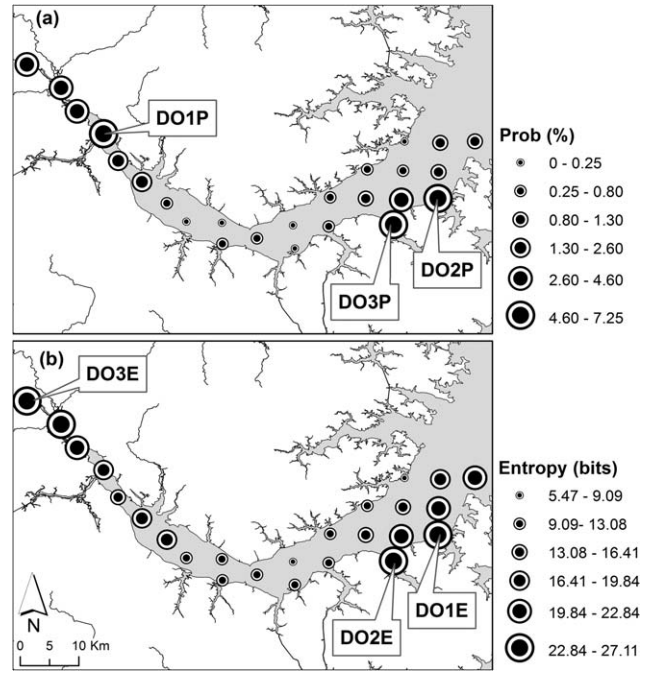 (a)
DO1P
DO2P
DO3P
Prob (%)
0 - 0.25
0.25 - 0.80
0.80 - 1.30
1.30 - 2.60
2.60 - 4.60
4.60 - 7.25
(b)
DO3E
DO1E
DO2E
N
0 5 10 Km
Entropy (bits)
5.47 - 9.09
9.09- 13.08
13.08 - 16.41
16.41 - 19.84
19.84 - 22.84
22.84 - 27.11